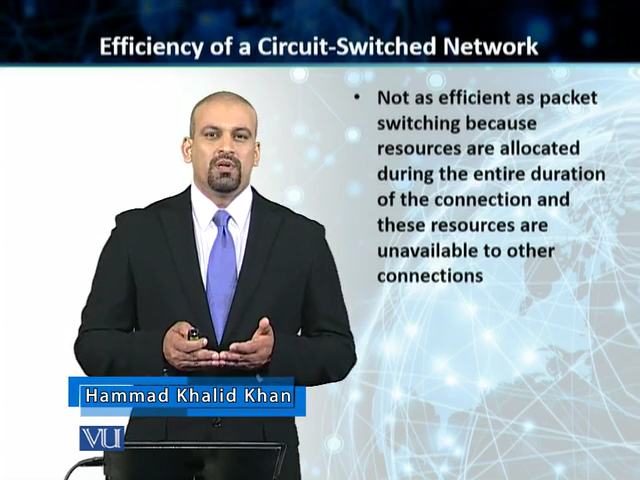 Efficiency of a Circuit-Switched Network
• Not as efficient as packet
switching because
resources are allocated
during the entire duration
of the connection and
these resources are
unavailable to other
connections
Hammad Khalid Khan
VU